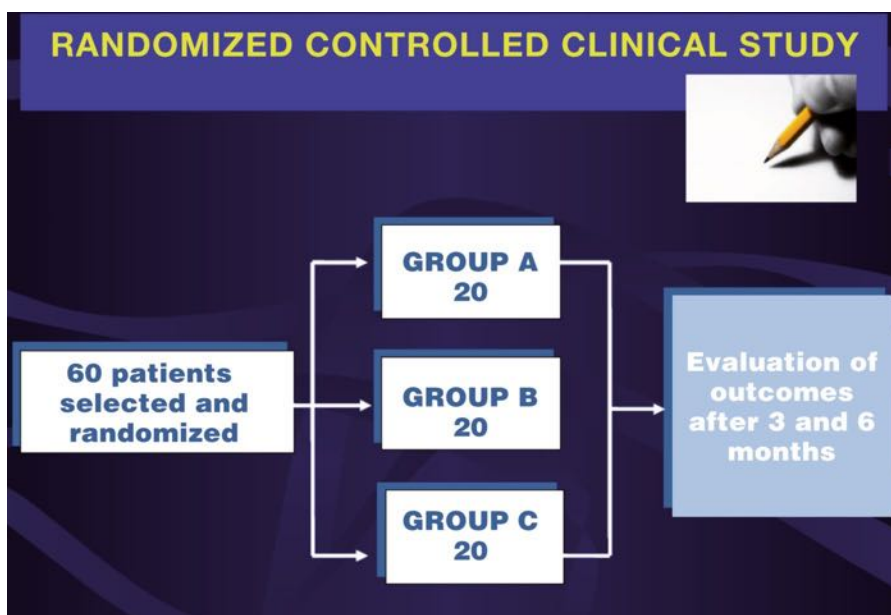 RANDOMIZED CONTROLLED CLINICAL STUDY
GROUP A
20
60 patients
selected and
randomized
GROUP B
20
GROUP C
20
Evaluation of
outcomes
after 3 and 6
months